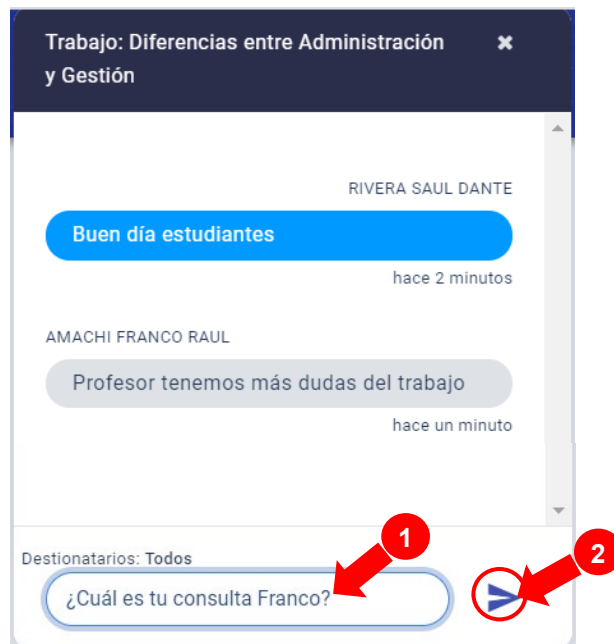 Trabajo: Diferencias entre Administración
y Gestión
RIVERA SAUL DANTE
Buen día estudiantes
hace 2 minutos
AMACHI FRANCO RAUL
Profesor tenemos más dudas del trabajo
hace un minuto
1
2
Destionatarios: Todos
¿Cuál es tu consulta Franco?